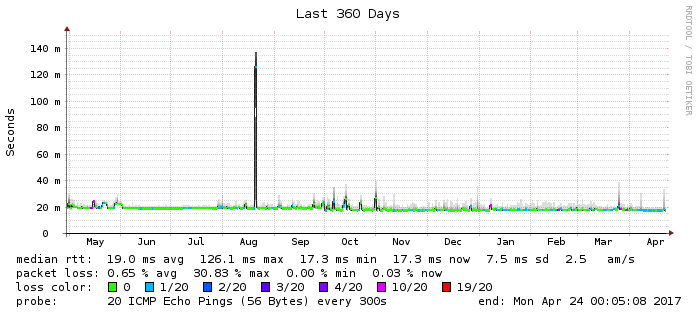 Last 360 Days
RRDTOOL / TOBI OETIKER
Seconds
140 m
120 m
100 m
80 m
60 m
40 m
20 m
0
May Jun Jul Aug Sep Oct Nov Dec Jan Feb Mar Apr
median rtt: 19.0 ms avg 126.1 ms max 17.3 ms min 17.3 ms now 7.5 ms sd 2.5 am/s
packet loss: 0.65 % avg 30.83 % max 0.00 % min 0.03 % now
loss color: 0 1/20 2/20 3/20 4/20 10/20 19/20
probe: 20 ICMP Echo Pings (56 Bytes) every 300s end: Mon Apr 24 00:05:08 2017